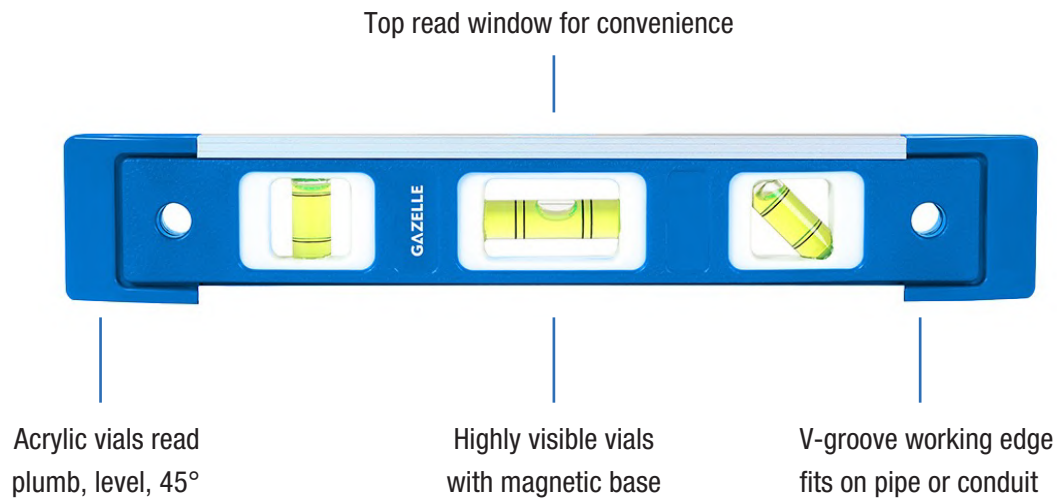 Top read window for convenience
GAZELLE
Acrylic vials read
plumb, level, 45°
Highly visible vials
with magnetic base
V-groove working edge
fits on pipe or conduit